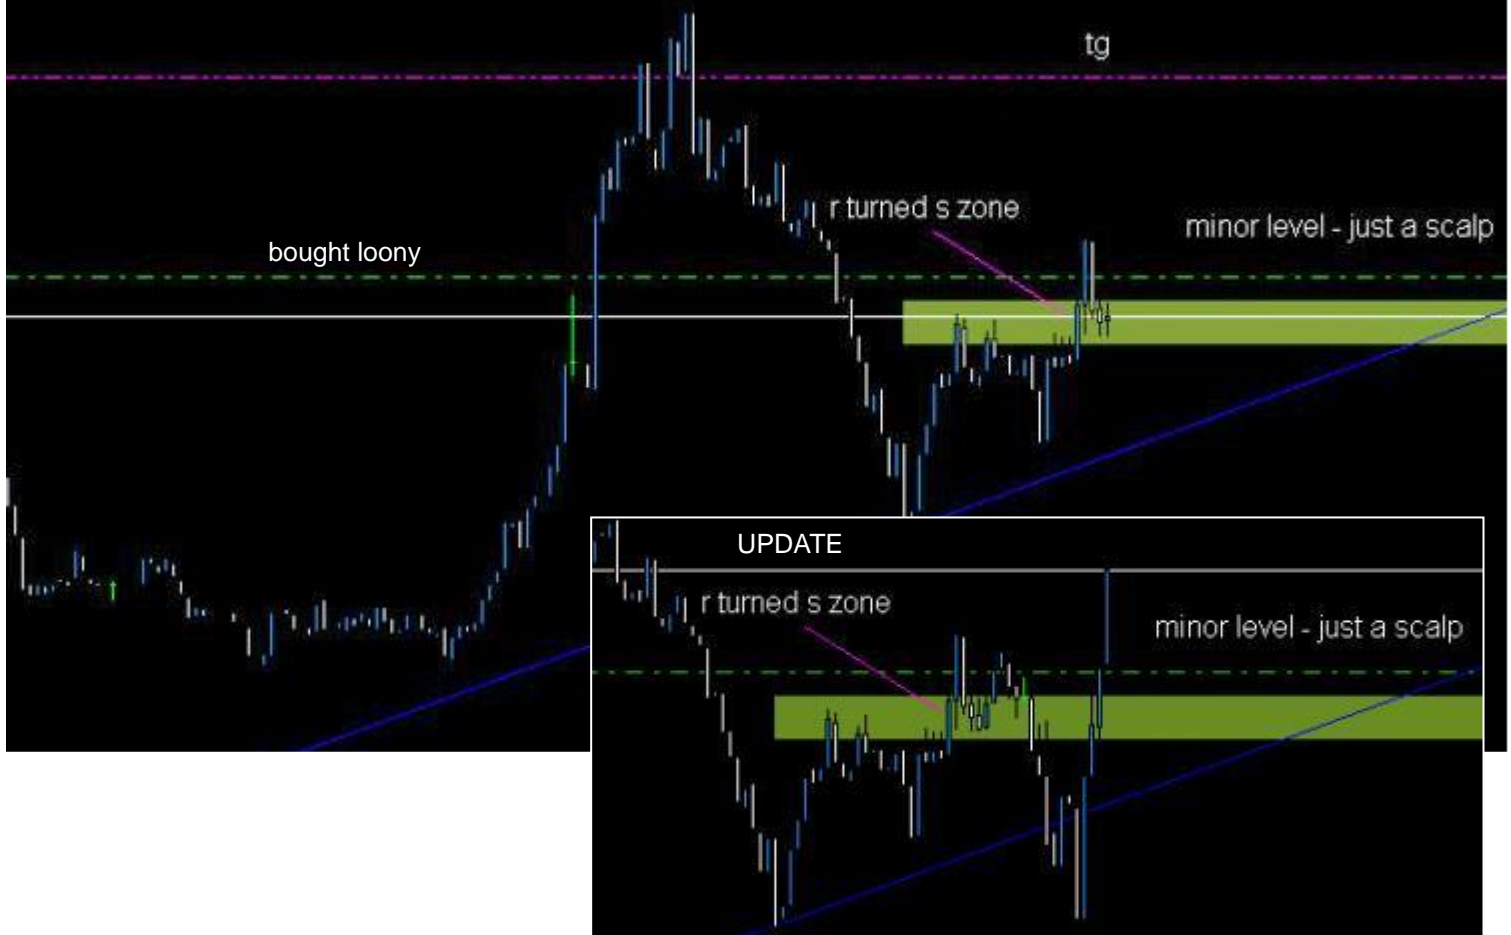 tg
r turned s zone
minor level - just a scalp
bought loony
UPDATE
r turned s zone
minor level - just a scalp